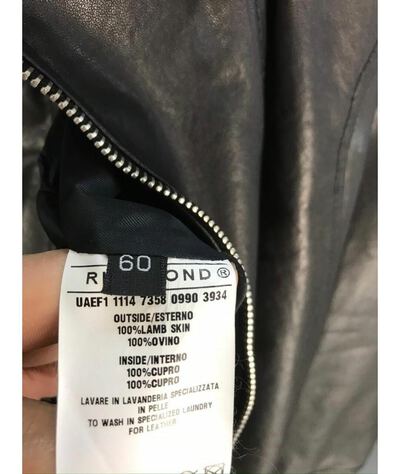 60
UAEF1 1114 7358 0990 3934
OUTSIDE/ESTERNO
100%LAMB SKIN
100%OVINO
INSIDE/INTERNO
100%CUPRO
100%CUPRO
LAVARE IN LAVANDERIA SPECIALIZZATA
IN PELLE
TO WASH IN SPECIALIZED LAUNDRY
FOR LEATHER